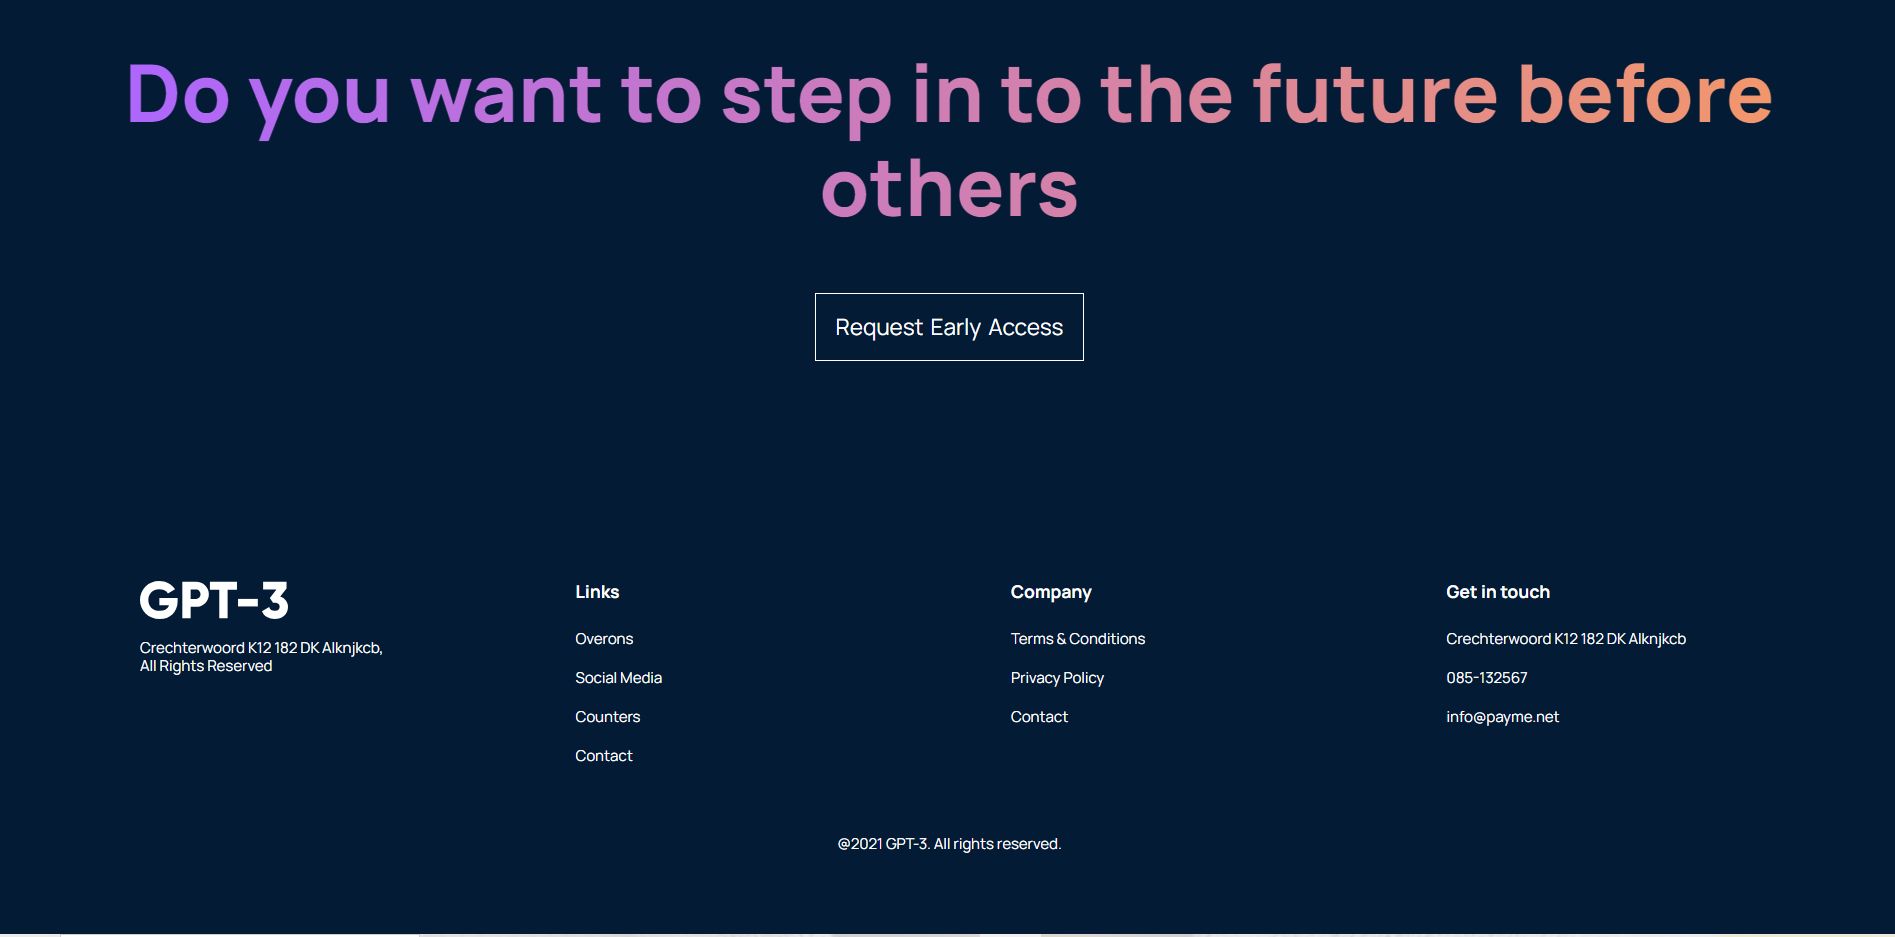 Do you want to step in to the future before
others
Request Early Access
GPT-3
Crechterwoord K12 182 DK Alknjkcb,
All Rights Reserved
Links
Overons
Social Media
Counters
Contact
Company
Terms & Conditions
Privacy Policy
Contact
Get in touch
Crechterwoord K12 182 DK Alknjkcb
085-132567
info@payme.net
@2021 GPT-3. All rights reserved.